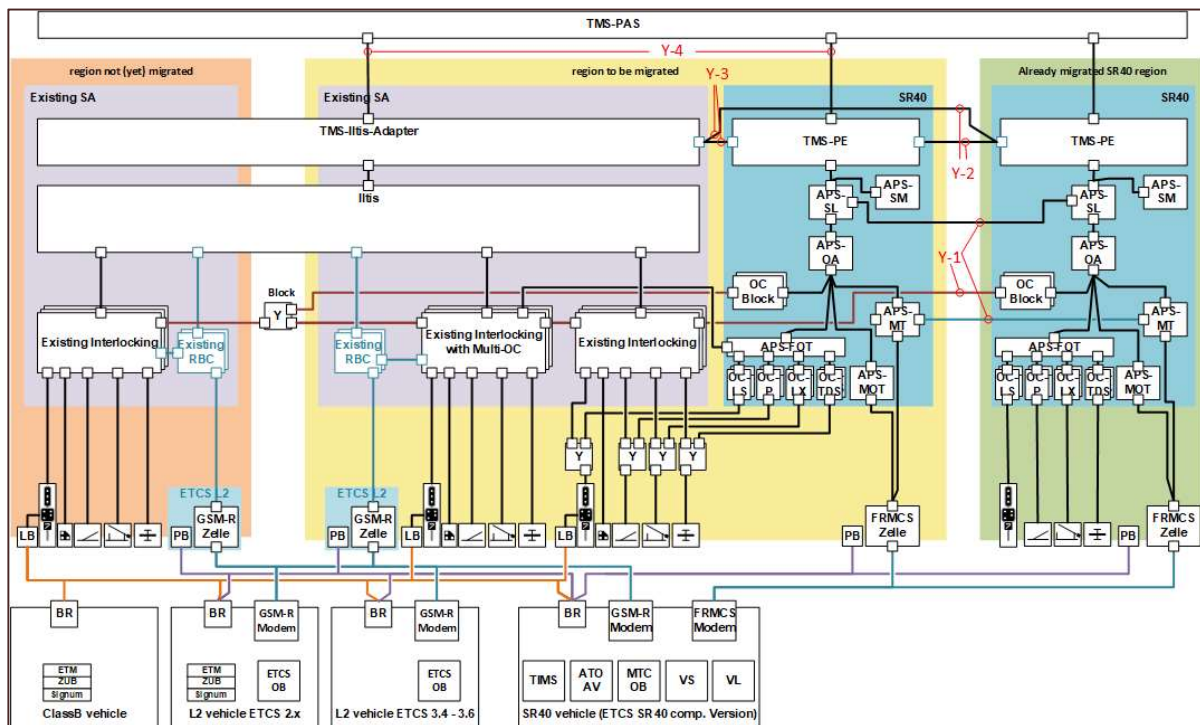 TMS-PAS
Y-4
region not (yet) migrated
region to be migrated
Already migrated SR40 region
Y-3
Existing SA
Existing SA
SR40
SR40
TMS-Iltis-Adapter
TMS-PE
TMS-PE
Y-2
Iltis
APS-
SL
APS-
SM
APS-
SL
APS-
SM
APS-
OA
APS-
OA
Y-1
Block
Y
OC
Block
OC
Block
APS-
MT
APS-
MT
Existing Interlocking
Existing
RBC
Existing
RBC
Existing Interlocking
with Multi-OC
Existing Interlocking
APS-FOT
APS-FOT
OC-
LS
OC-
P
OC-
LX
OC-
TDS
APS-
MOT
OC-
LS
OC-
P
OC-
LX
OC-
TDS
APS-
MOT
Y
Y
Y
Y
ETCS L2
ETCS L2
LB
PB
GSM-R
Zelle
PB
GSM-R
Zelle
LB
LB
PB
FRMCS
Zelle
PB
FRMCS
Zelle
BR
BR
GSM-R
Modem
BR
GSM-R
Modem
BR
GSM-R
Modem
FRMCS
Modem
ETM
ZUB
Signum
ETM
ZUB
Signum
ETCS
OB
ETCS
OB
TIMS
ATO
AV
MTC
OB
VS
VL
ClassB vehicle
L2 vehicle ETCS 2.x
L2 vehicle ETCS 3.4 - 3.6
SR40 vehicle (ETCS SR40 comp. Version)